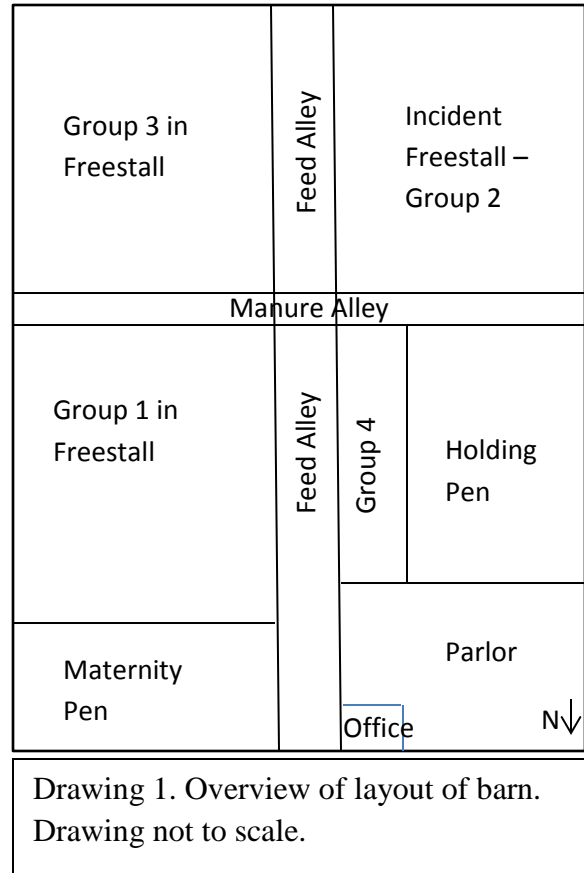 Group 3 in
Freestall
Feed Alley
Incident
Freestall –
Group 2
Manure Alley
Group 1 in
Freestall
Feed Alley
Group 4
Holding
Pen
Maternity
Pen
Parlor
Office
N
Drawing 1. Overview of layout of barn.
Drawing not to scale.